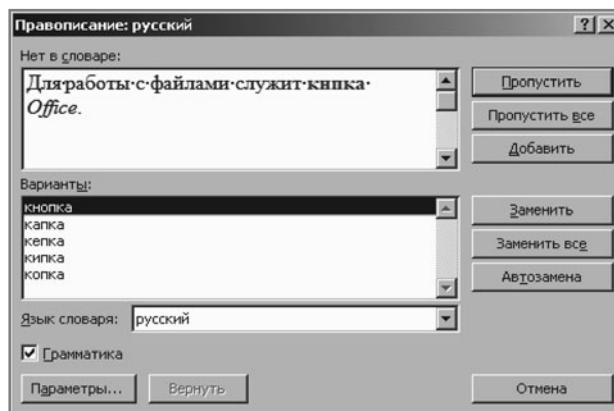 Правописание: русский
Нет в словаре:
Для·работы·с·файлами·служит·кнпка·
Office.
Пропустить
Пропустить все
Добавить
Варианты:
кнопка
капка
кепка
кипка
копка
Заменить
Заменить все
Автозамена
Язык словаря: русский
Грамматика
Параметры... Вернуть Отмена